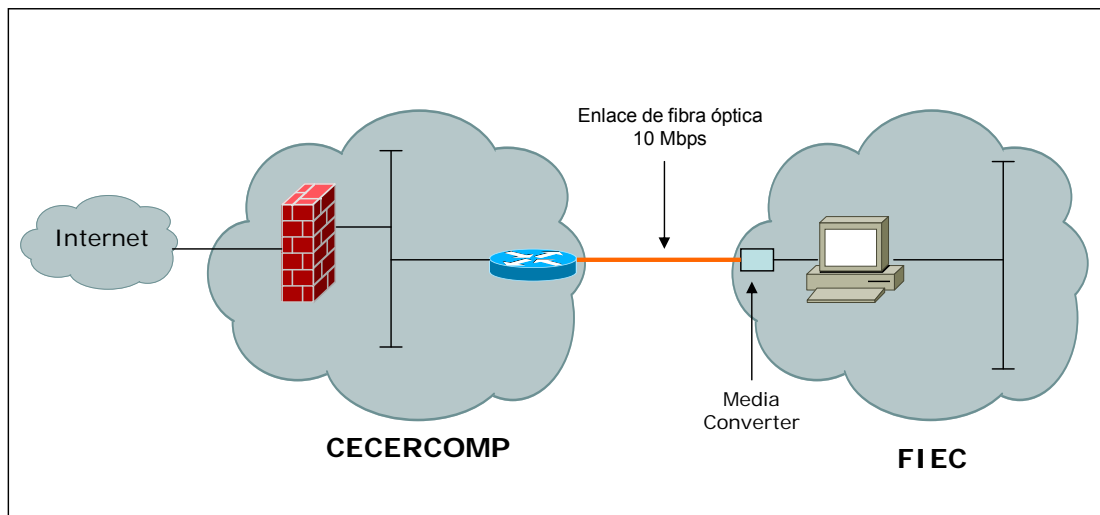 Enlace de fibra óptica
10 Mbps
Internet
Media
Converter
CECERCOMP
FIEC